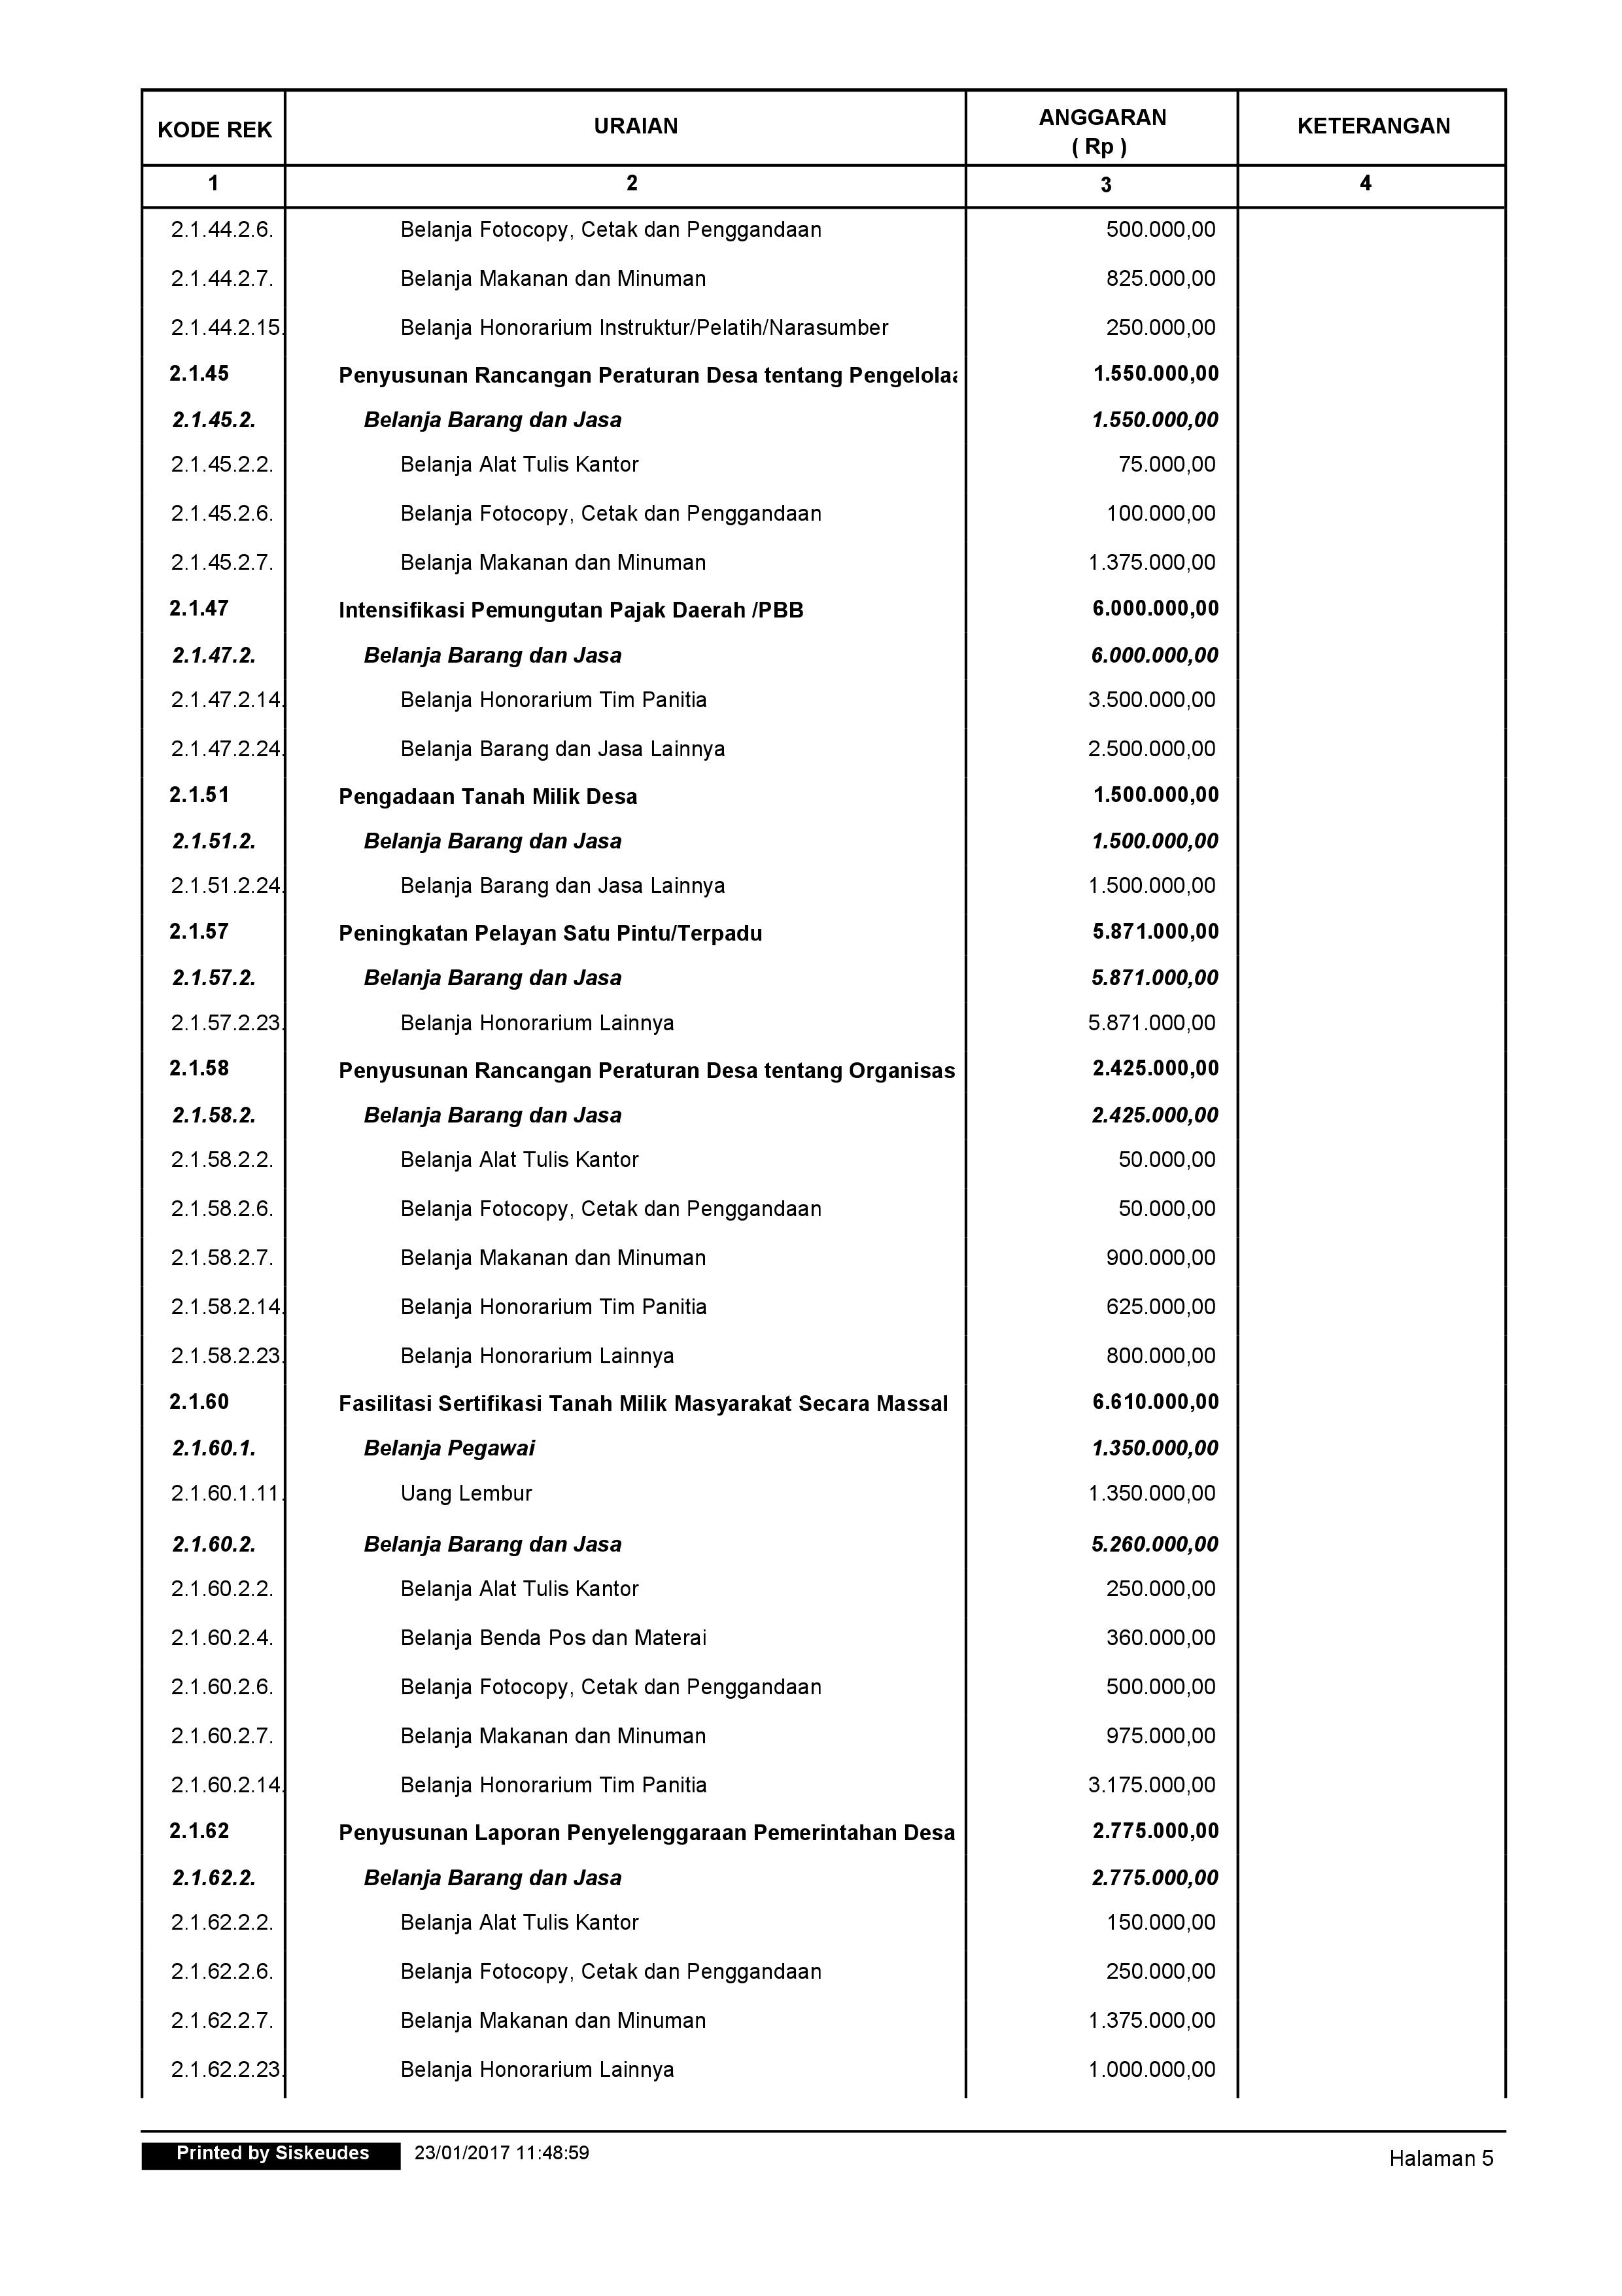 KODE REK URAIAN ANGGARAN ( Rp ) KETERANGAN
1 2 3 4
2.1.44.2.6. Belanja Fotocopy, Cetak dan Penggandaan 500.000,00
2.1.44.2.7. Belanja Makanan dan Minuman 825.000,00
2.1.44.2.15. Belanja Honorarium Instruktur/Pelatih/Narasumber 250.000,00
2.1.45 Penyusunan Rancangan Peraturan Desa tentang Pengelolaa 1.550.000,00
2.1.45.2. Belanja Barang dan Jasa 1.550.000,00
2.1.45.2.2. Belanja Alat Tulis Kantor 75.000,00
2.1.45.2.6. Belanja Fotocopy, Cetak dan Penggandaan 100.000,00
2.1.45.2.7. Belanja Makanan dan Minuman 1.375.000,00
2.1.47 Intensifikasi Pemungutan Pajak Daerah /PBB 6.000.000,00
2.1.47.2. Belanja Barang dan Jasa 6.000.000,00
2.1.47.2.14. Belanja Honorarium Tim Panitia 3.500.000,00
2.1.47.2.24. Belanja Barang dan Jasa Lainnya 2.500.000,00
2.1.51 Pengadaan Tanah Milik Desa 1.500.000,00
2.1.51.2. Belanja Barang dan Jasa 1.500.000,00
2.1.51.2.24. Belanja Barang dan Jasa Lainnya 1.500.000,00
2.1.57 Peningkatan Pelayan Satu Pintu/Terpadu 5.871.000,00
2.1.57.2. Belanja Barang dan Jasa 5.871.000,00
2.1.57.2.23. Belanja Honorarium Lainnya 5.871.000,00
2.1.58 Penyusunan Rancangan Peraturan Desa tentang Organisas 2.425.000,00
2.1.58.2. Belanja Barang dan Jasa 2.425.000,00
2.1.58.2.2. Belanja Alat Tulis Kantor 50.000,00
2.1.58.2.6. Belanja Fotocopy, Cetak dan Penggandaan 50.000,00
2.1.58.2.7. Belanja Makanan dan Minuman 900.000,00
2.1.58.2.14. Belanja Honorarium Tim Panitia 625.000,00
2.1.58.2.23. Belanja Honorarium Lainnya 800.000,00
2.1.60 Fasilitasi Sertifikasi Tanah Milik Masyarakat Secara Massal 6.610.000,00
2.1.60.1. Belanja Pegawai 1.350.000,00
2.1.60.1.11. Uang Lembur 1.350.000,00
2.1.60.2. Belanja Barang dan Jasa 5.260.000,00
2.1.60.2.2. Belanja Alat Tulis Kantor 250.000,00
2.1.60.2.4. Belanja Benda Pos dan Materai 360.000,00
2.1.60.2.6. Belanja Fotocopy, Cetak dan Penggandaan 500.000,00
2.1.60.2.7. Belanja Makanan dan Minuman 975.000,00
2.1.60.2.14. Belanja Honorarium Tim Panitia 3.175.000,00
2.1.62 Penyusunan Laporan Penyelenggaraan Pemerintahan Desa 2.775.000,00
2.1.62.2. Belanja Barang dan Jasa 2.775.000,00
2.1.62.2.2. Belanja Alat Tulis Kantor 150.000,00
2.1.62.2.6. Belanja Fotocopy, Cetak dan Penggandaan 250.000,00
2.1.62.2.7. Belanja Makanan dan Minuman 1.375.000,00
2.1.62.2.23. Belanja Honorarium Lainnya 1.000.000,00
Printed by Siskeudes 23/01/2017 11:48:59 Halaman 5